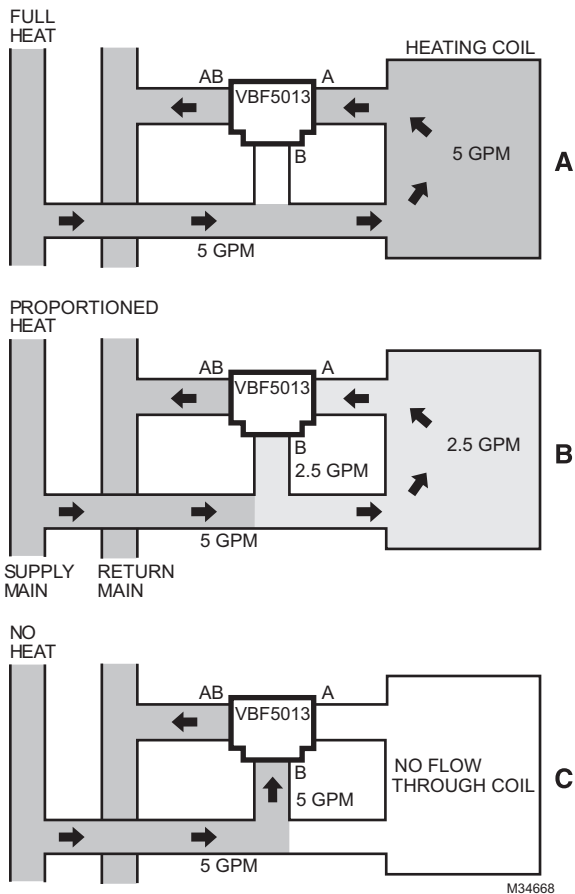 FULL
HEAT
HEATING COIL
AB
A
VBF5013
B
5 GPM
A
5 GPM
PROPORTIONED
HEAT
AB
A
VBF5013
B
2.5 GPM
2.5 GPM
B
5 GPM
SUPPLY
MAIN
RETURN
MAIN
NO
HEAT
AB
A
VBF5013
B
5 GPM
NO FLOW
THROUGH COIL
C
5 GPM
M34668